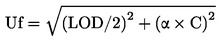 Uf = √(LOD/2)² + (α × C)²